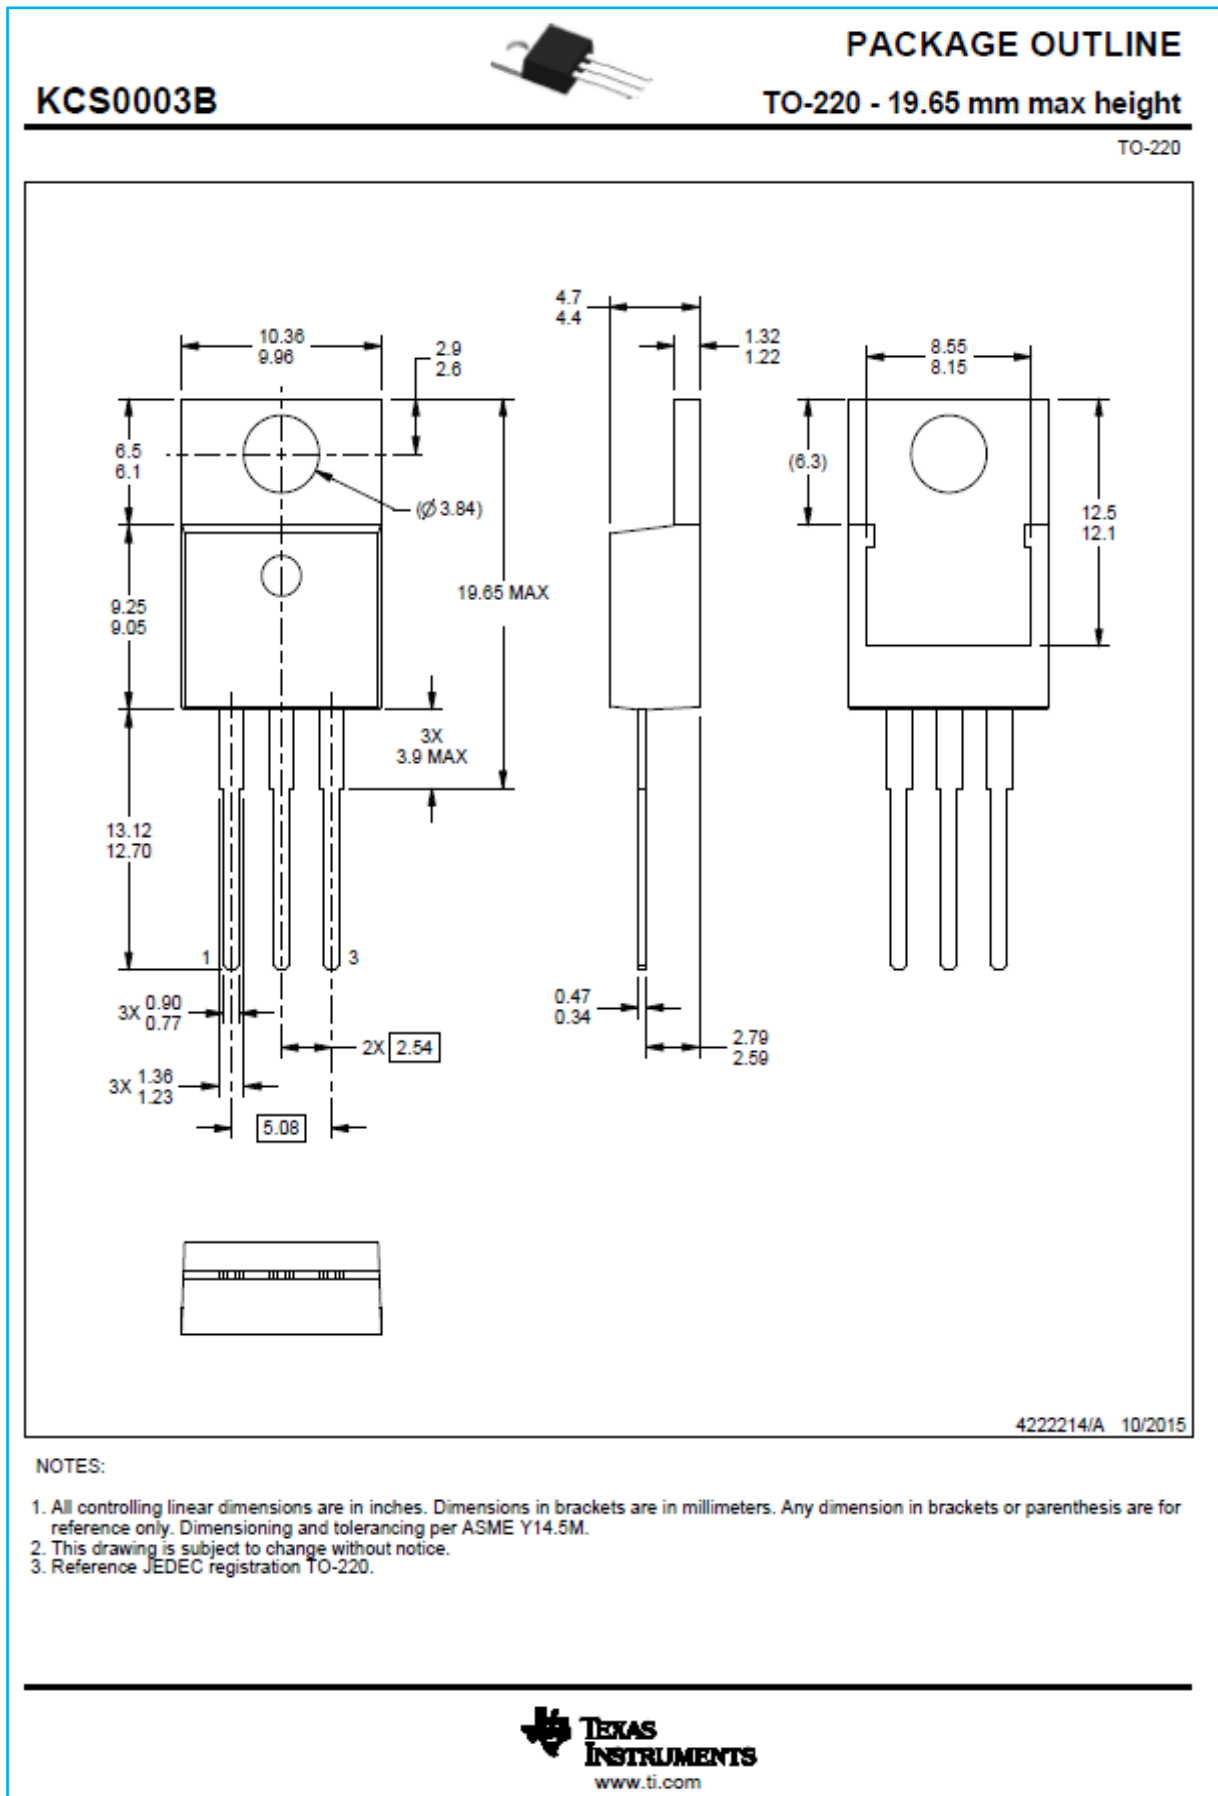 PACKAGE OUTLINE
KCS0003B
TO-220 - 19.65 mm max height
TO-220
4.7
4.4
10.36
9.96
2.9
2.6
1.32
1.22
8.55
8.15
6.5
6.1
(6.3)
(Ø 3.84)
12.5
12.1
19.65 MAX
9.25
9.05
3X
3.9 MAX
13.12
12.70
1
3
3X 0.90
0.77
0.47
0.34
2X 2.54
2.79
2.59
3X 1.36
1.23
5.08
4222214/A 10/2015
NOTES:
1. All controlling linear dimensions are in inches. Dimensions in brackets are in millimeters. Any dimension in brackets or parenthesis are for
reference only. Dimensioning and tolerancing per ASME Y14.5M.
2. This drawing is subject to change without notice.
3. Reference JEDEC registration TO-220.
TEXAS
INSTRUMENTS
www.ti.com